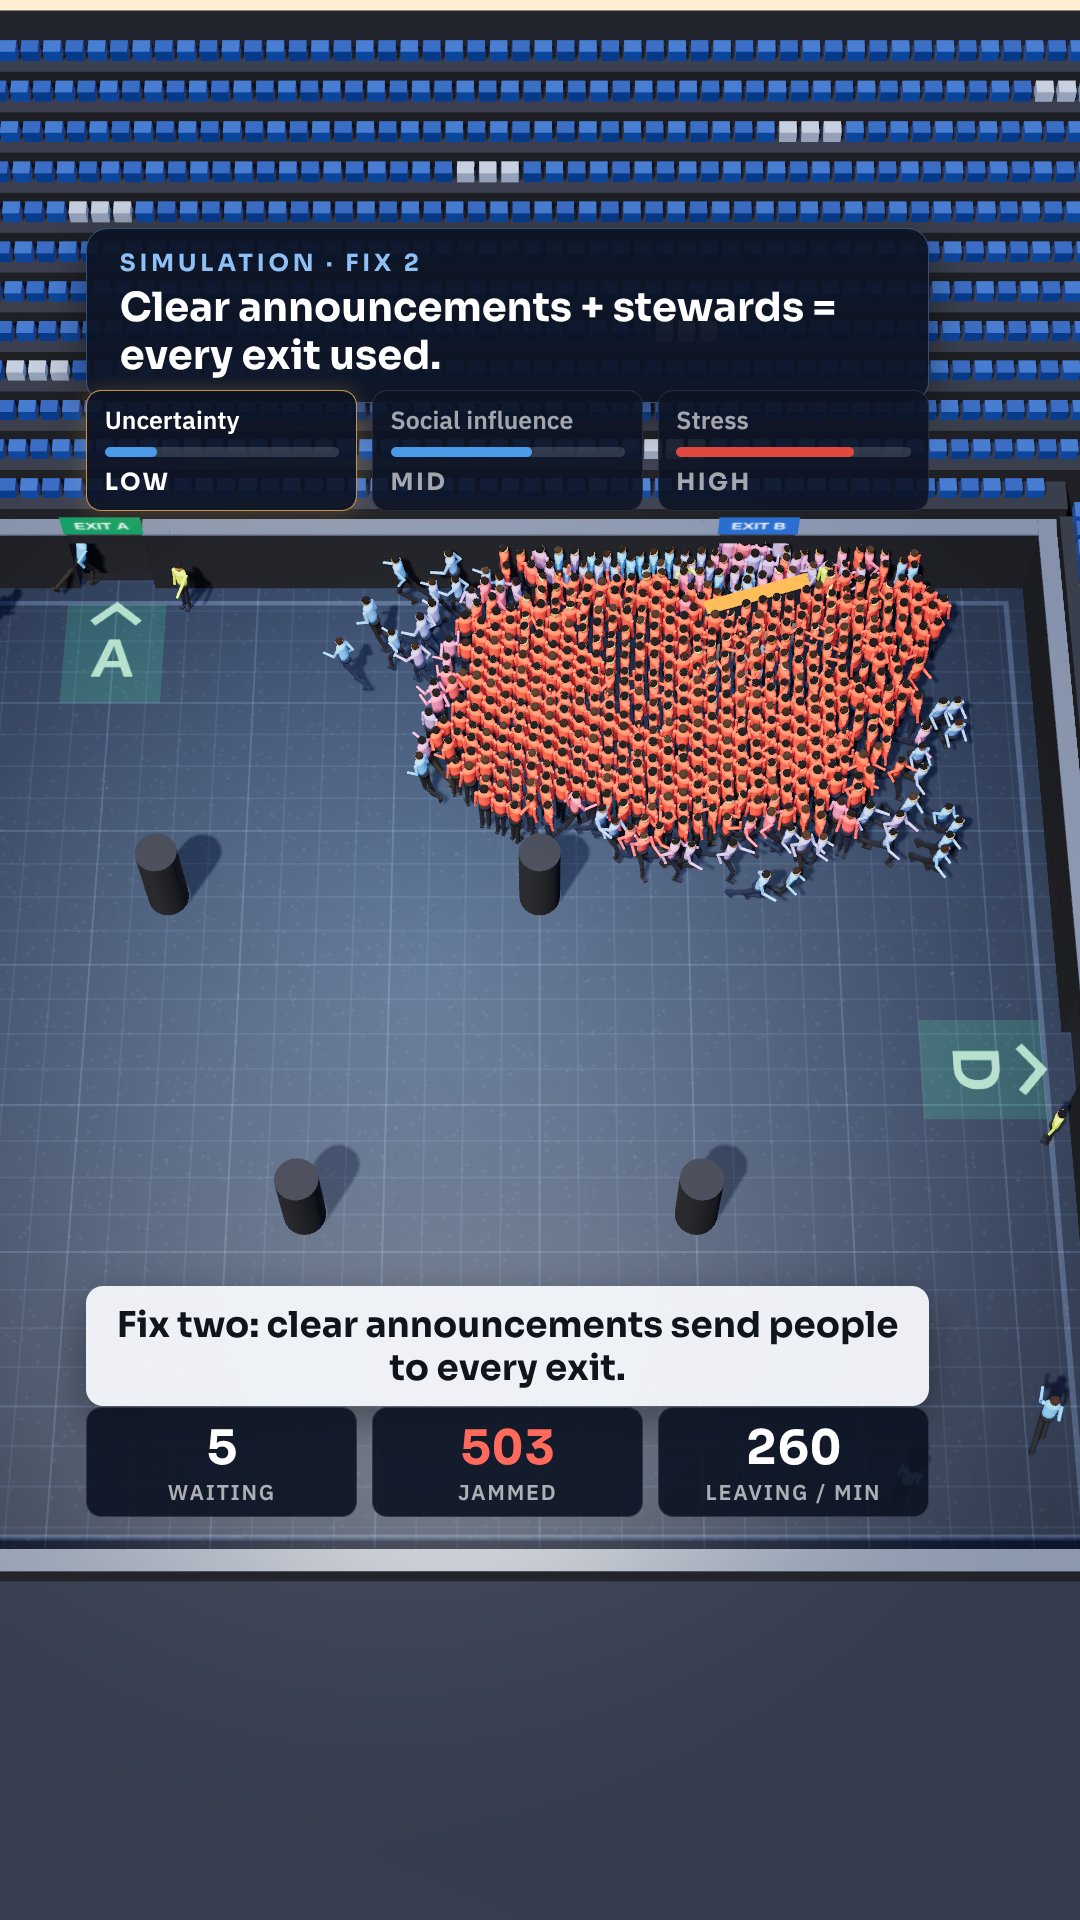 SIMULATION · FIX 2
Clear announcements + stewards =
every exit used.
Uncertainty
LOW
Social influence
MID
Stress
HIGH
EXIT A
EXIT B
A
D
Fix two: clear announcements send people
to every exit.
5
WAITING
503
JAMMED
260
LEAVING / MIN